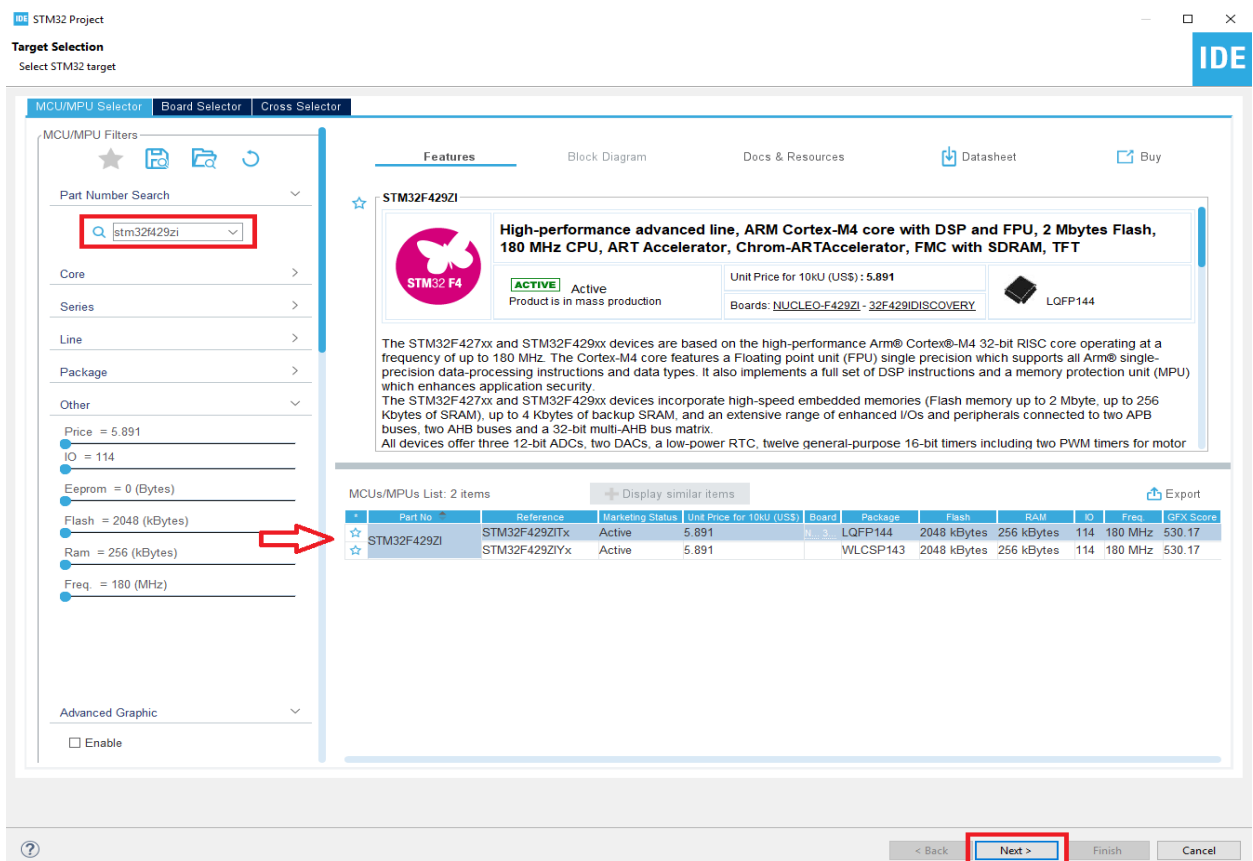 IDE STM32 Project
Target Selection
Select STM32 target
IDE
MCU/MPU Selector Board Selector Cross Selector
MCU/MPU Filters
Part Number Search
stm32f429zi
Core
Series
Line
Package
Other
Price = 5.891
IO = 114
Eeprom = 0 (Bytes)
Flash = 2048 (kBytes)
Ram = 256 (kBytes)
Freq. = 180 (MHz)
Advanced Graphic
Enable
Features Block Diagram Docs & Resources Datasheet Buy
STM32F429ZI
STM32 F4
High-performance advanced line, ARM Cortex-M4 core with DSP and FPU, 2 Mbytes Flash,
180 MHz CPU, ART Accelerator, Chrom-ARTAccelerator, FMC with SDRAM, TFT
ACTIVE Active
Product is in mass production
Unit Price for 10kU (US$) : 5.891
Boards: NUCLEO-F429ZI - 32F429IDISCOVERY
LQFP144
The STM32F427xx and STM32F429xx devices are based on the high-performance Arm® Cortex®-M4 32-bit RISC core operating at a
frequency of up to 180 MHz. The Cortex-M4 core features a Floating point unit (FPU) single precision which supports all Arm® single-
precision data-processing instructions and data types. It also implements a full set of DSP instructions and a memory protection unit (MPU)
which enhances application security.
The STM32F427xx and STM32F429xx devices incorporate high-speed embedded memories (Flash memory up to 2 Mbyte, up to 256
Kbytes of SRAM), up to 4 Kbytes of backup SRAM, and an extensive range of enhanced I/Os and peripherals connected to two APB
buses, two AHB buses and a 32-bit multi-AHB bus matrix.
All devices offer three 12-bit ADCs, two DACs, a low-power RTC, twelve general-purpose 16-bit timers including two PWM timers for motor
MCUs/MPUs List: 2 items Display similar items Export
* Part No Reference Marketing Status Unit Price for 10kU (US$) Board Package Flash RAM IO Freq. GFX Score
STM32F429ZI STM32F429ZITx Active 5.891 N... 3... LQFP144 2048 kBytes 256 kBytes 114 180 MHz 530.17
STM32F429ZIYx Active 5.891 WLCSP143 2048 kBytes 256 kBytes 114 180 MHz 530.17
? < Back Next > Finish Cancel